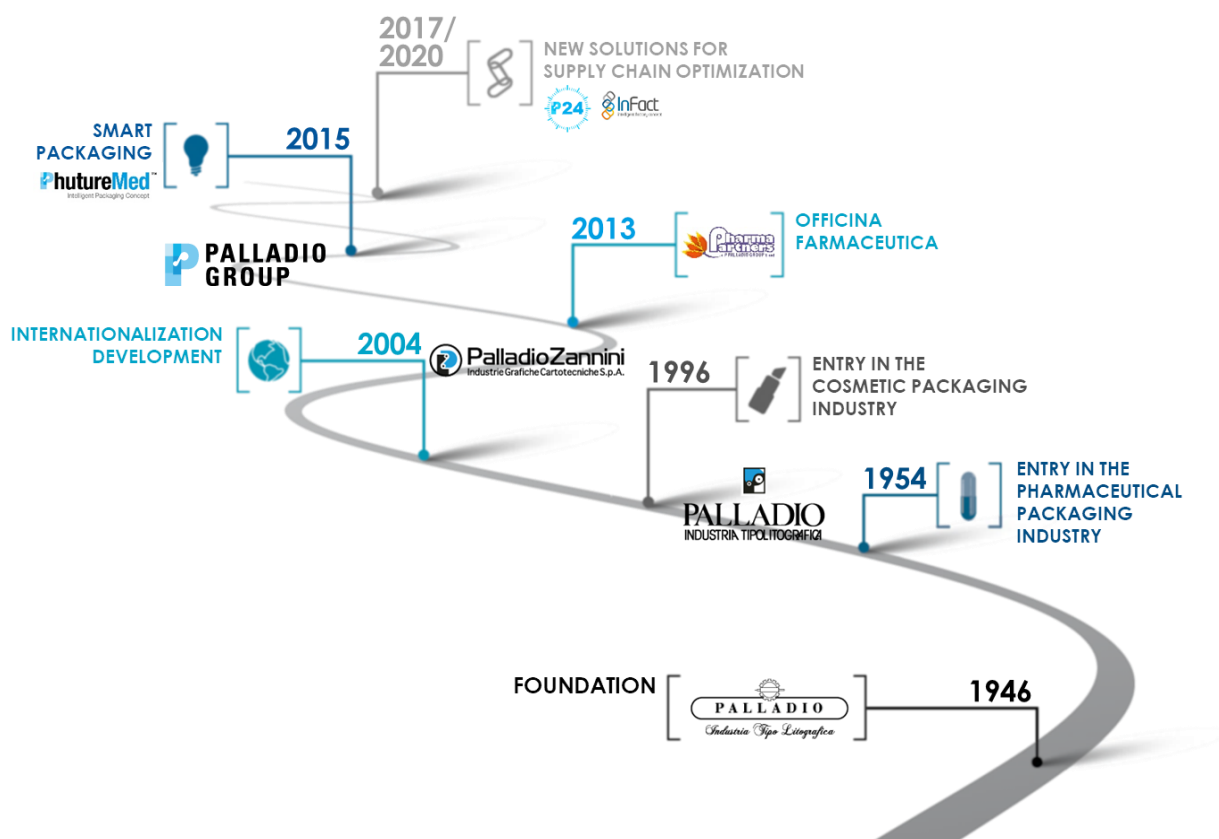 2017/
2020
NEW SOLUTIONS FOR
SUPPLY CHAIN OPTIMIZATION
P24
InFact
SMART
PACKAGING
2015
PhutureMed™
Intelligent Packaging Concept
2013
Pharma
Partners
OFFICINA
FARMACEUTICA
PALLADIO
GROUP
INTERNATIONALIZATION
DEVELOPMENT
2004
PalladioZannini
Industrie Grafiche Cartotecniche S.p.A.
1996
ENTRY IN THE
COSMETIC PACKAGING
INDUSTRY
PALLADIO
INDUSTRIA TIPOLITOGRAFICA
1954
ENTRY IN THE
PHARMACEUTICAL
PACKAGING
INDUSTRY
FOUNDATION
PALLADIO
Industria Tipo Litografica
1946